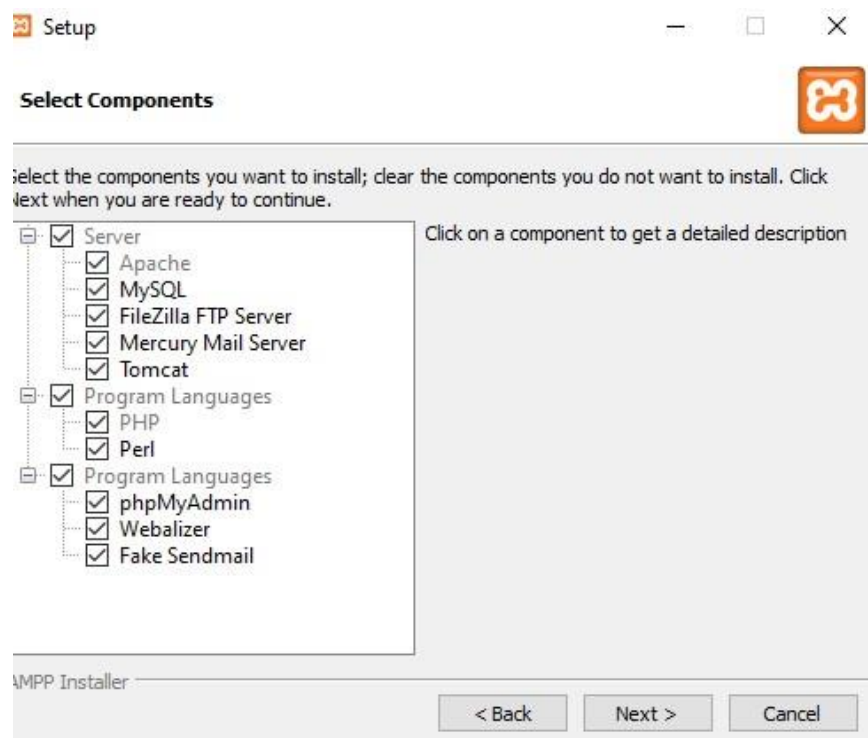 Setup
Select Components
Select the components you want to install; clear the components you do not want to install. Click
Next when you are ready to continue.
Server
Click on a component to get a detailed description
Apache
MySQL
FileZilla FTP Server
Mercury Mail Server
Tomcat
Program Languages
PHP
Perl
Program Languages
phpMyAdmin
Webalizer
Fake Sendmail
AMPP Installer
< Back
Next >
Cancel